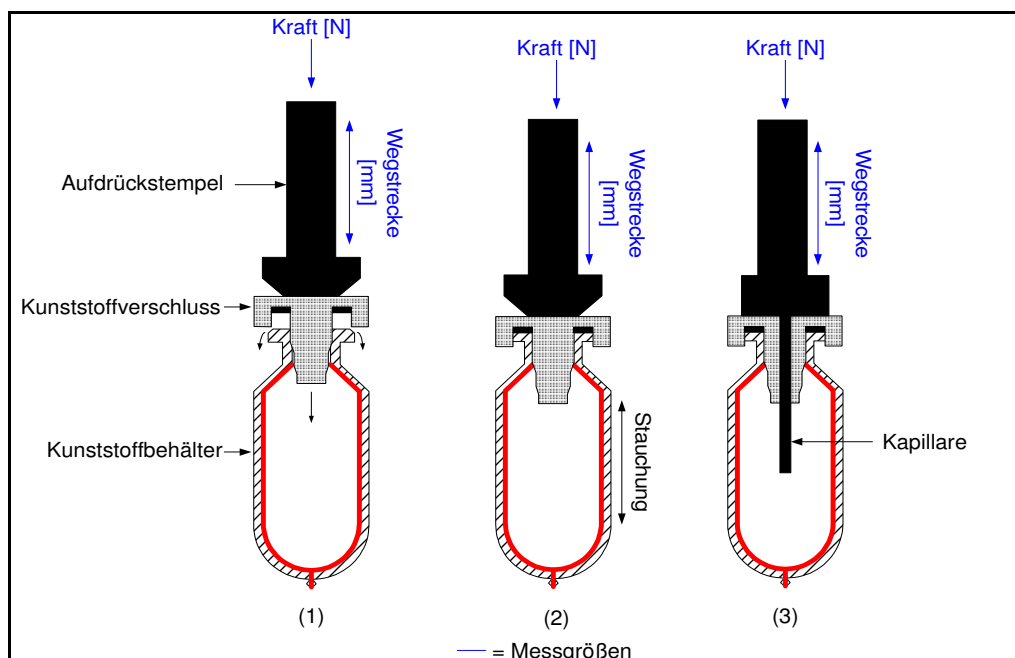 Kraft [N]
Kraft [N]
Kraft [N]
Wegstrecke
[mm]
Wegstrecke
[mm]
Wegstrecke
[mm]
Aufdrückstempel
Kunststoffverschluss
Kunststoffbehälter
Stauchung
Kapillare
(1)
(2)
(3)
= Messgrößen